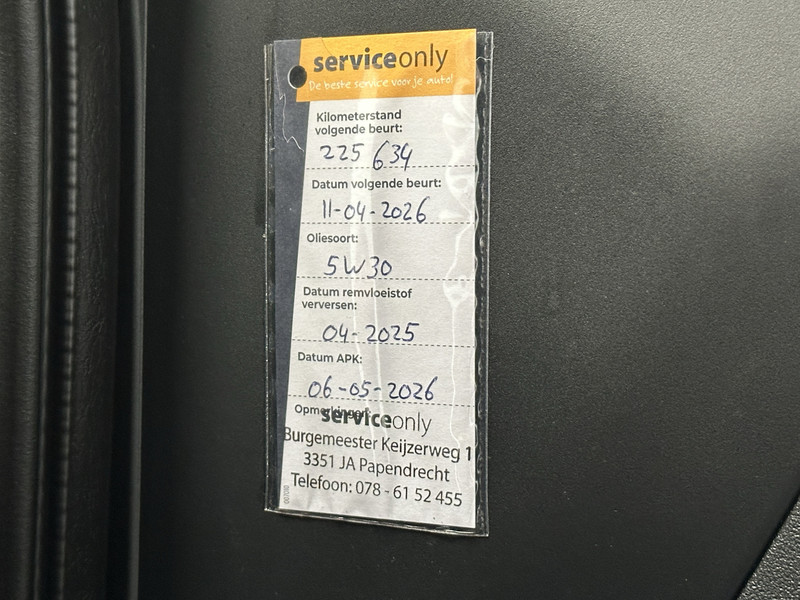 serviceonly
De beste service voor je auto!
Kilometerstand
volgende beurt:
225 634
Datum volgende beurt:
11-04-2026
Oliesoort:
5W30
Datum remvloeistof
verversen:
04-2025
Datum APK:
06-05-2026
Opmerkingen:
serviceonly
Burgemeester Keijzerweg 1
3351 JA Papendrecht
Telefoon: 078 - 61 52 455